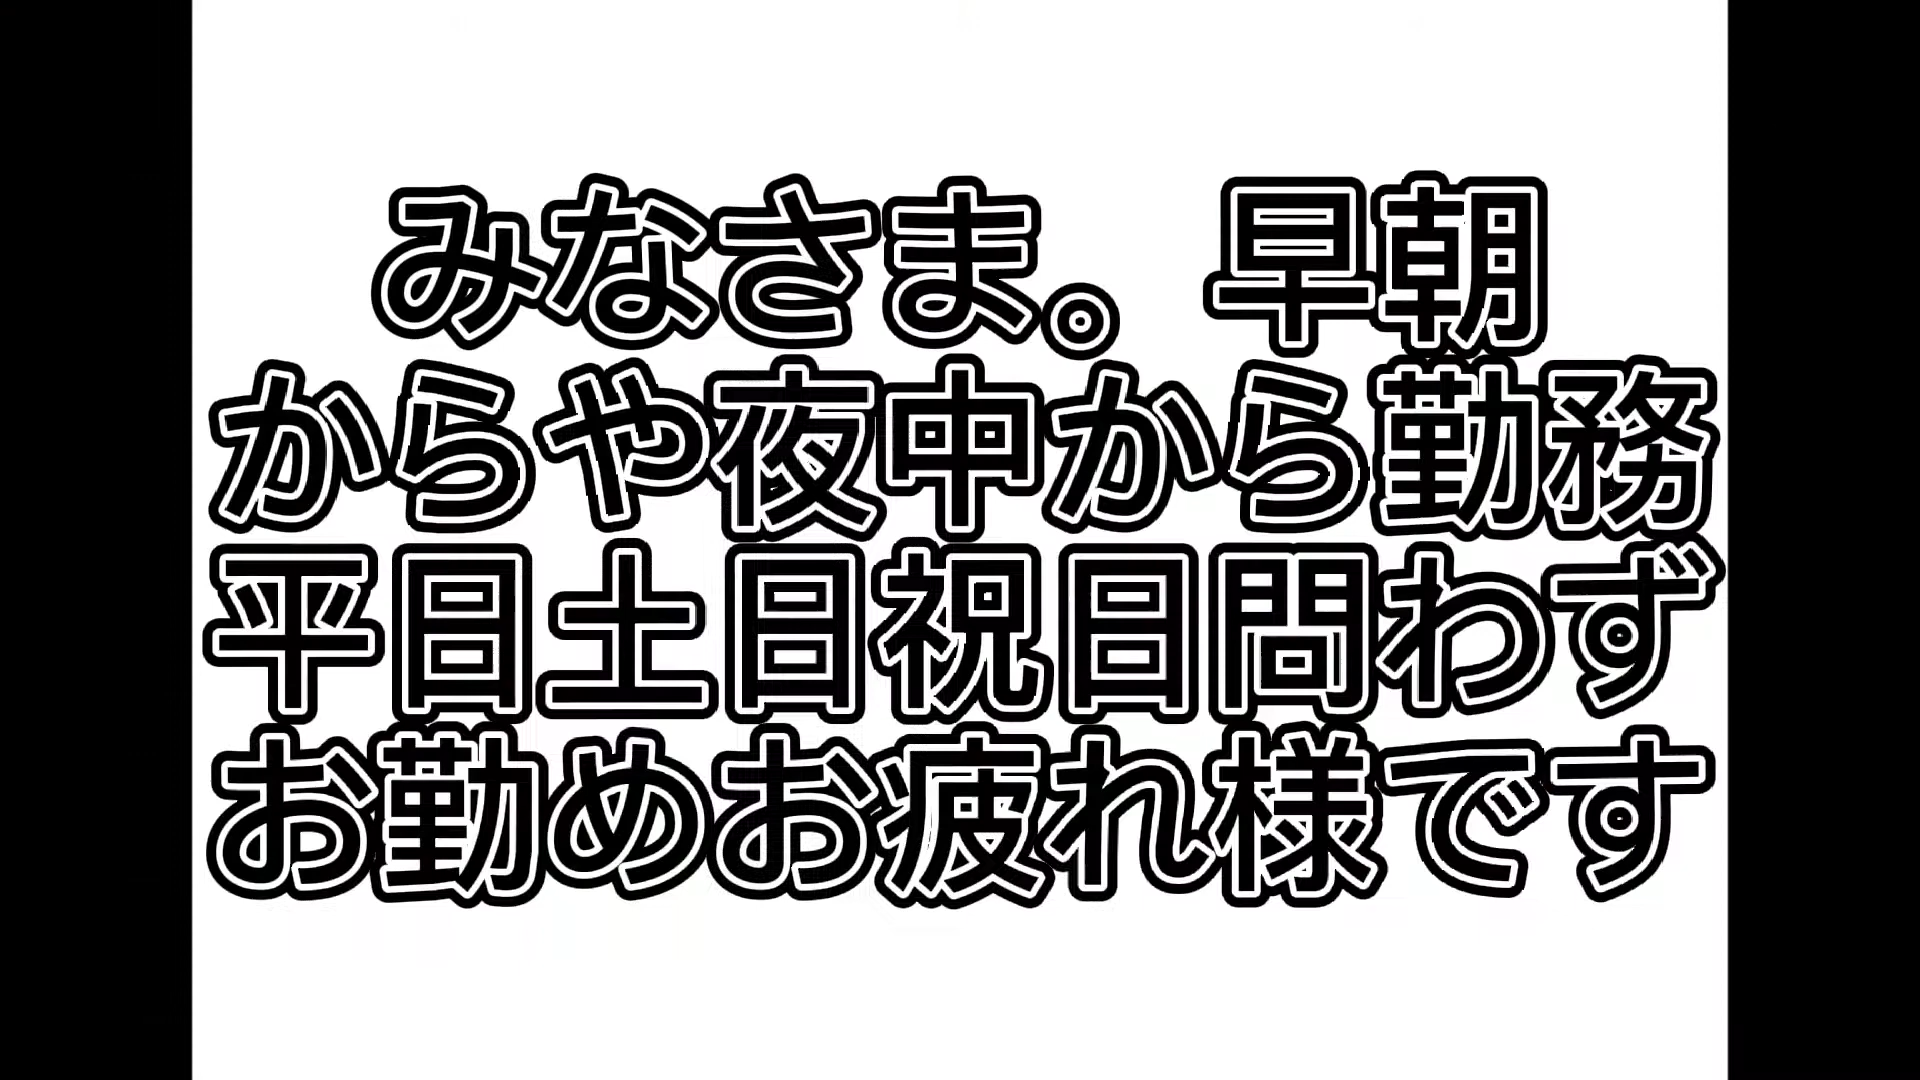 みなさま。早朝
からや夜中から勤務
平日土日祝日問わず
お勤めお疲れ様です